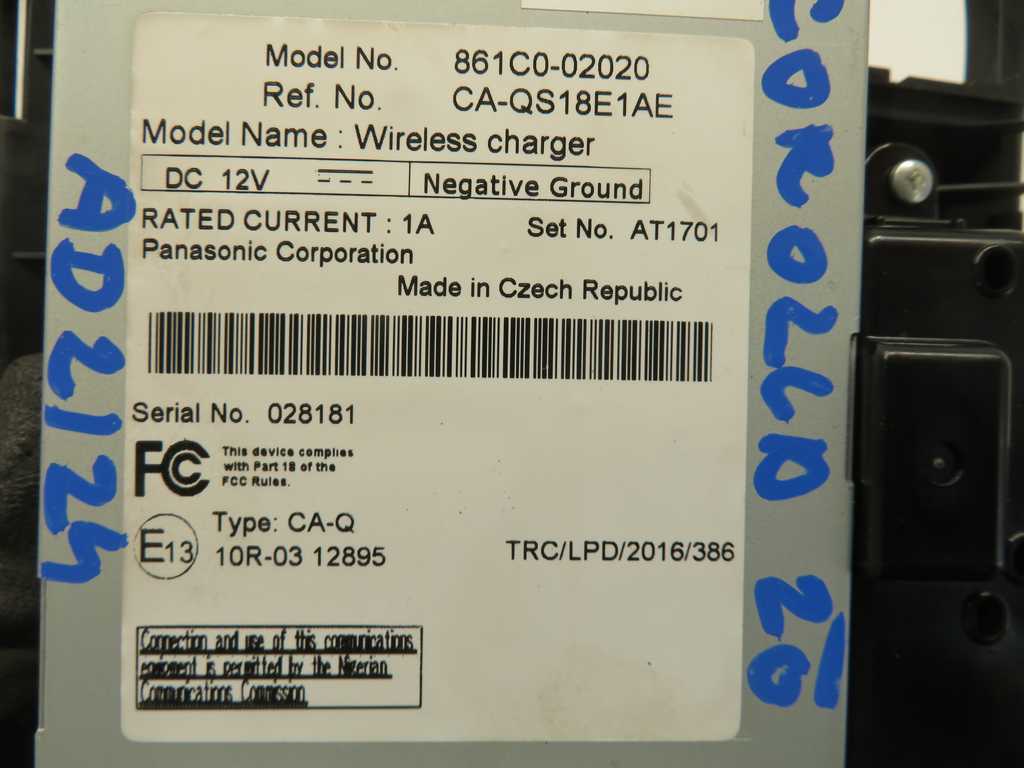 Model No. 861C0-02020
Ref. No. CA-QS18E1AE
Model Name : Wireless charger
DC 12V
Negative Ground
RATED CURRENT : 1A Set No. AT1701
Panasonic Corporation
Made in Czech Republic
Serial No. 028181
FC This device complies
with Part 18 of the
FCC Rules.
E13 Type: CA-Q
10R-03 12895
TRC/LPD/2016/386
Connection and use of this communications
equipment is permitted by the Nigerian
Communications Commission.